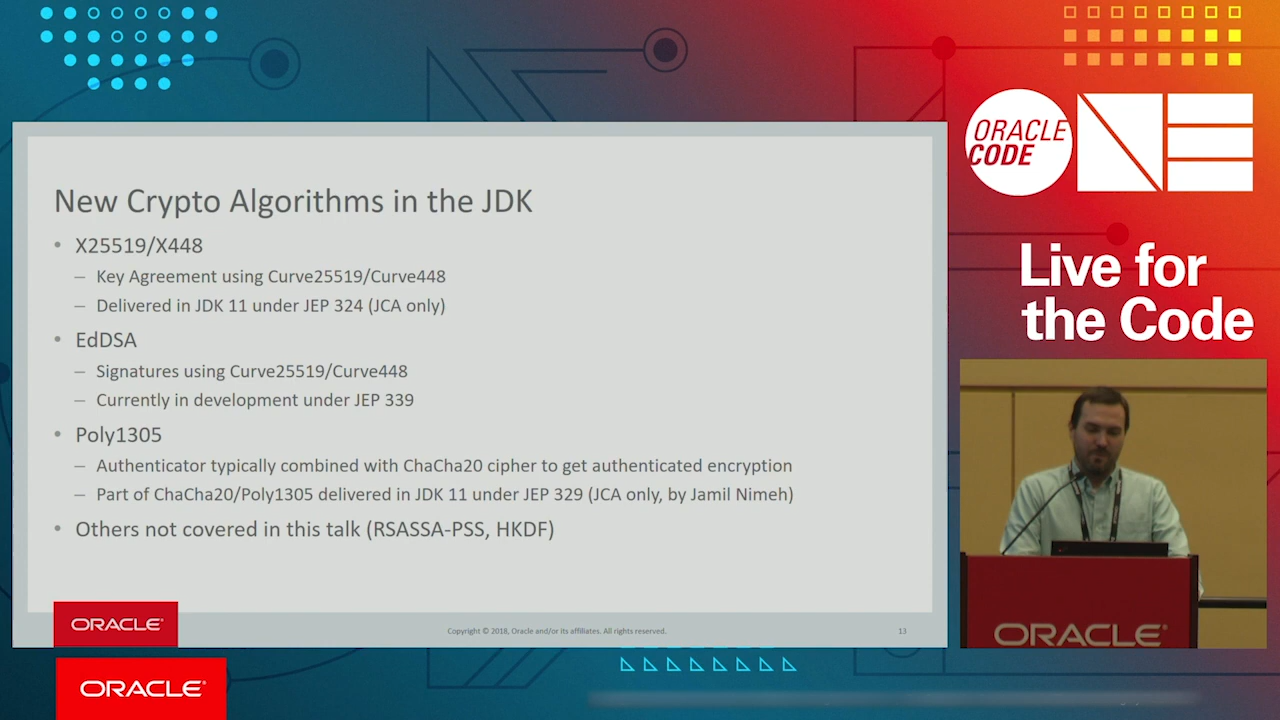 ORACLE
CODE
ONE
Live for
the Code
New Crypto Algorithms in the JDK
• X25519/X448
– Key Agreement using Curve25519/Curve448
– Delivered in JDK 11 under JEP 324 (JCA only)
• EdDSA
– Signatures using Curve25519/Curve448
– Currently in development under JEP 339
• Poly1305
– Authenticator typically combined with ChaCha20 cipher to get authenticated encryption
– Part of ChaCha20/Poly1305 delivered in JDK 11 under JEP 329 (JCA only, by Jamil Nimeh)
• Others not covered in this talk (RSASSA-PSS, HKDF)
ORACLE®
Copyright © 2018, Oracle and/or its affiliates. All rights reserved.
13
ORACLE®
ORACLE®